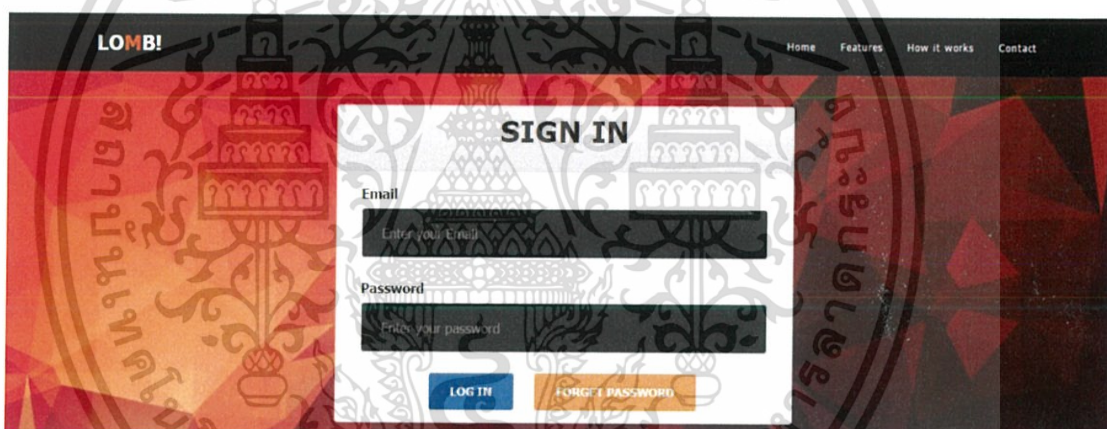 LOMB!
Home Features How it works Contact
SIGN IN
Email
Enter your Email
Password
Enter your password
LOG IN FORGET PASSWORD